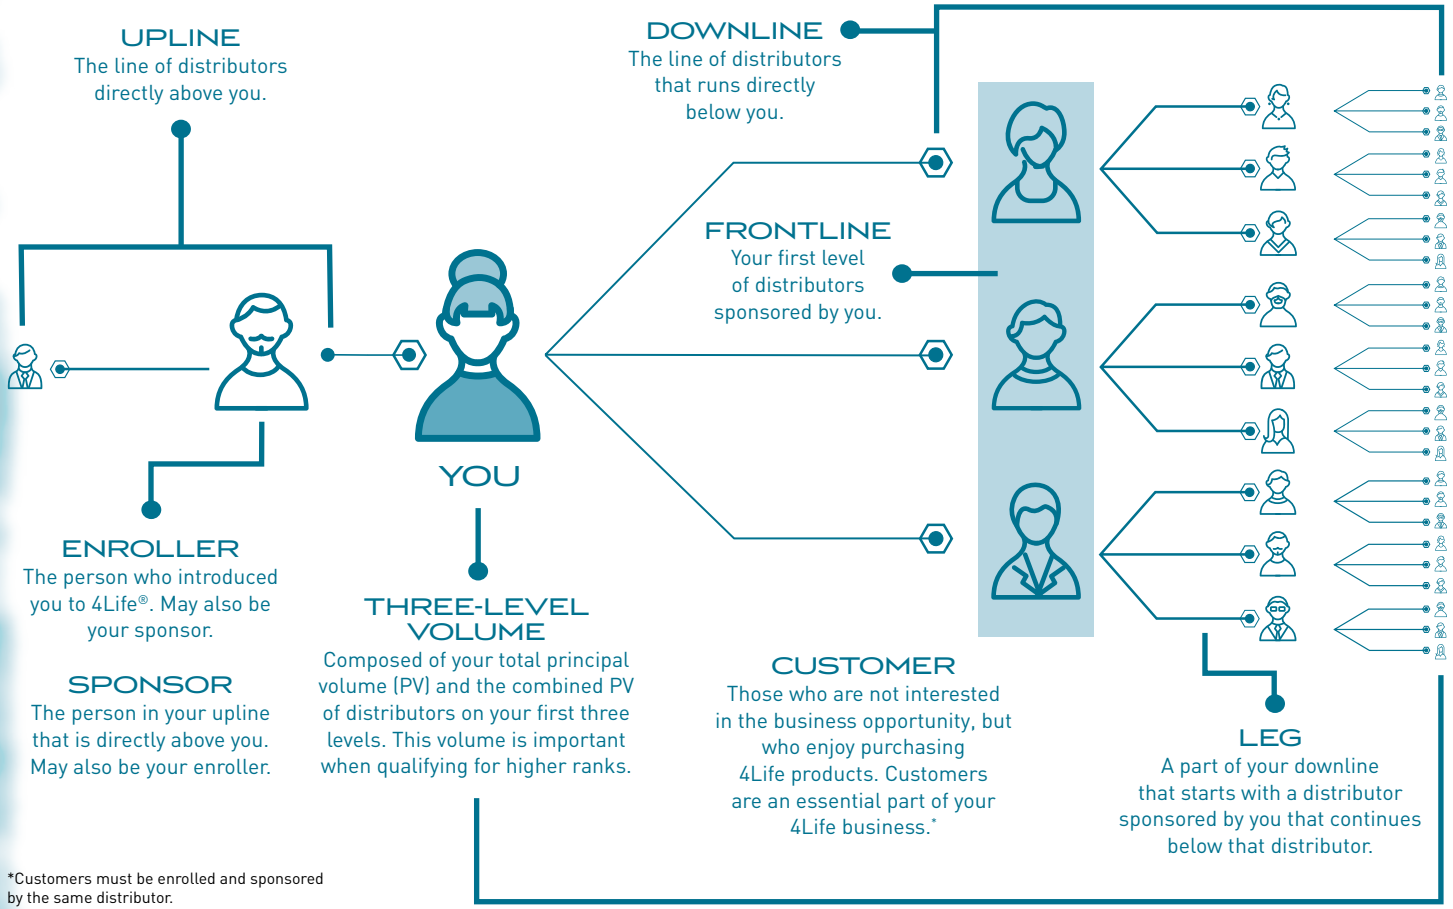 UPLINE
The line of distributors
directly above you.
DOWNLINE
The line of distributors
that runs directly
below you.
FRONTLINE
Your first level
of distributors
sponsored by you.
YOU
ENROLLER
The person who introduced
you to 4Life®. May also be
your sponsor.
SPONSOR
The person in your upline
that is directly above you.
May also be your enroller.
THREE-LEVEL
VOLUME
Composed of your total principal
volume (PV) and the combined PV
of distributors on your first three
levels. This volume is important
when qualifying for higher ranks.
CUSTOMER
Those who are not interested
in the business opportunity, but
who enjoy purchasing
4Life products. Customers
are an essential part of your
4Life business.*
LEG
A part of your downline
that starts with a distributor
sponsored by you that continues
below that distributor.
*Customers must be enrolled and sponsored
by the same distributor.